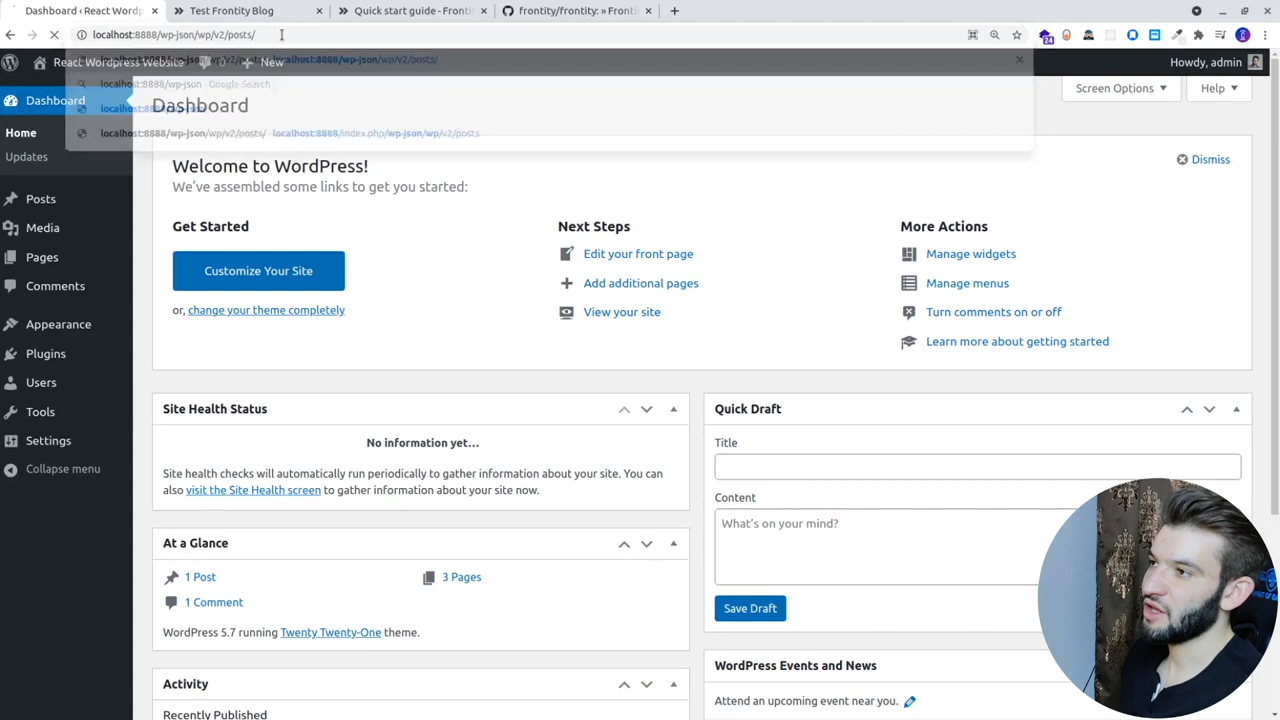 Dashboard ‹ React Wordp
Test Frontity Blog
Quick start guide - Fronti
frontity/frontity: » Fronti
localhost:8888/wp-json/wp/v2/posts/
24
localhost:8888/wp-json/wp/v2/posts/
React Wordpress Website
New
Howdy, admin
localhost:8888/wp-json - Google Search
Dashboard
Dashboard
Screen Options
Help
localhost:8888/wp-json
localhost:8888/wp-json/wp/v2/posts/ - localhost:8888/index.php/wp-json/wp/v2/posts
Home
Updates
Posts
Media
Pages
Comments
Appearance
Plugins
Users
Tools
Settings
Collapse menu
Welcome to WordPress!
Dismiss
We've assembled some links to get you started:
Get Started
Customize Your Site
or, change your theme completely
Next Steps
Edit your front page
Add additional pages
View your site
More Actions
Manage widgets
Manage menus
Turn comments on or off
Learn more about getting started
Site Health Status
No information yet…
Site health checks will automatically run periodically to gather information about your site. You can
also visit the Site Health screen to gather information about your site now.
At a Glance
1 Post
3 Pages
1 Comment
WordPress 5.7 running Twenty Twenty-One theme.
Activity
Recently Published
Quick Draft
Title
Content
What's on your mind?
Save Draft
WordPress Events and News
Attend an upcoming event near you.